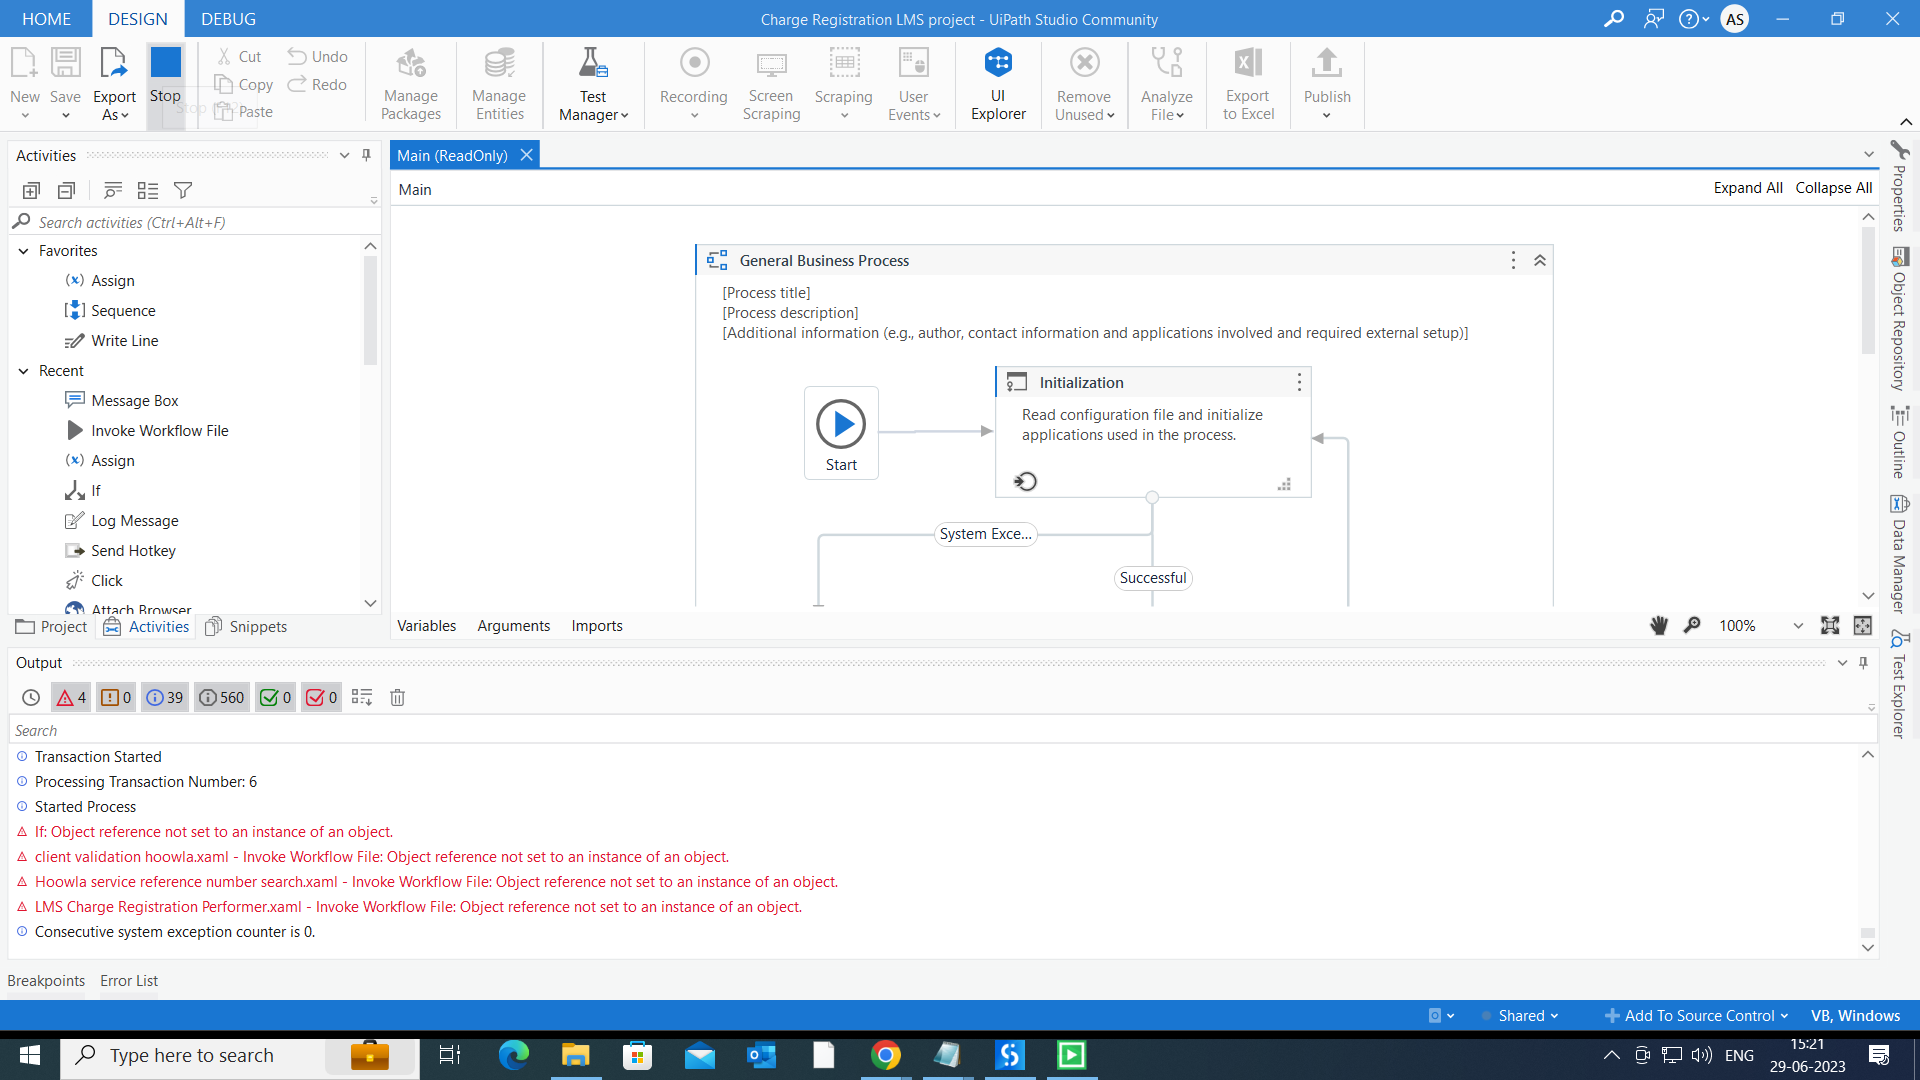 HOME
DESIGN
DEBUG
Charge Registration LMS project - UiPath Studio Community
AS
New
Save
Export As
Stop
Cut
Copy
Paste
Undo
Redo
Manage Packages
Manage Entities
Test Manager
Recording
Screen Scraping
Scraping
User Events
UI Explorer
Remove Unused
Analyze File
Export to Excel
Publish
Activities
Search activities (Ctrl+Alt+F)
Favorites
Assign
Sequence
Write Line
Recent
Message Box
Invoke Workflow File
Assign
If
Log Message
Send Hotkey
Click
Attach Browser
Project
Activities
Snippets
Main (ReadOnly)
Main
Expand All
Collapse All
General Business Process
[Process title]
[Process description]
[Additional information (e.g., author, contact information and applications involved and required external setup)]
Start
Initialization
Read configuration file and initialize
applications used in the process.
System Exce...
Successful
Variables
Arguments
Imports
100%
Properties
Object Repository
Outline
Data Manager
Test Explorer
Output
4
0
39
560
0
0
Search
Transaction Started
Processing Transaction Number: 6
Started Process
If: Object reference not set to an instance of an object.
client validation hoowla.xaml - Invoke Workflow File: Object reference not set to an instance of an object.
Hoowla service reference number search.xaml - Invoke Workflow File: Object reference not set to an instance of an object.
LMS Charge Registration Performer.xaml - Invoke Workflow File: Object reference not set to an instance of an object.
Consecutive system exception counter is 0.
Breakpoints
Error List
Shared
Add To Source Control
VB, Windows
Type here to search
ENG
15:21
29-06-2023